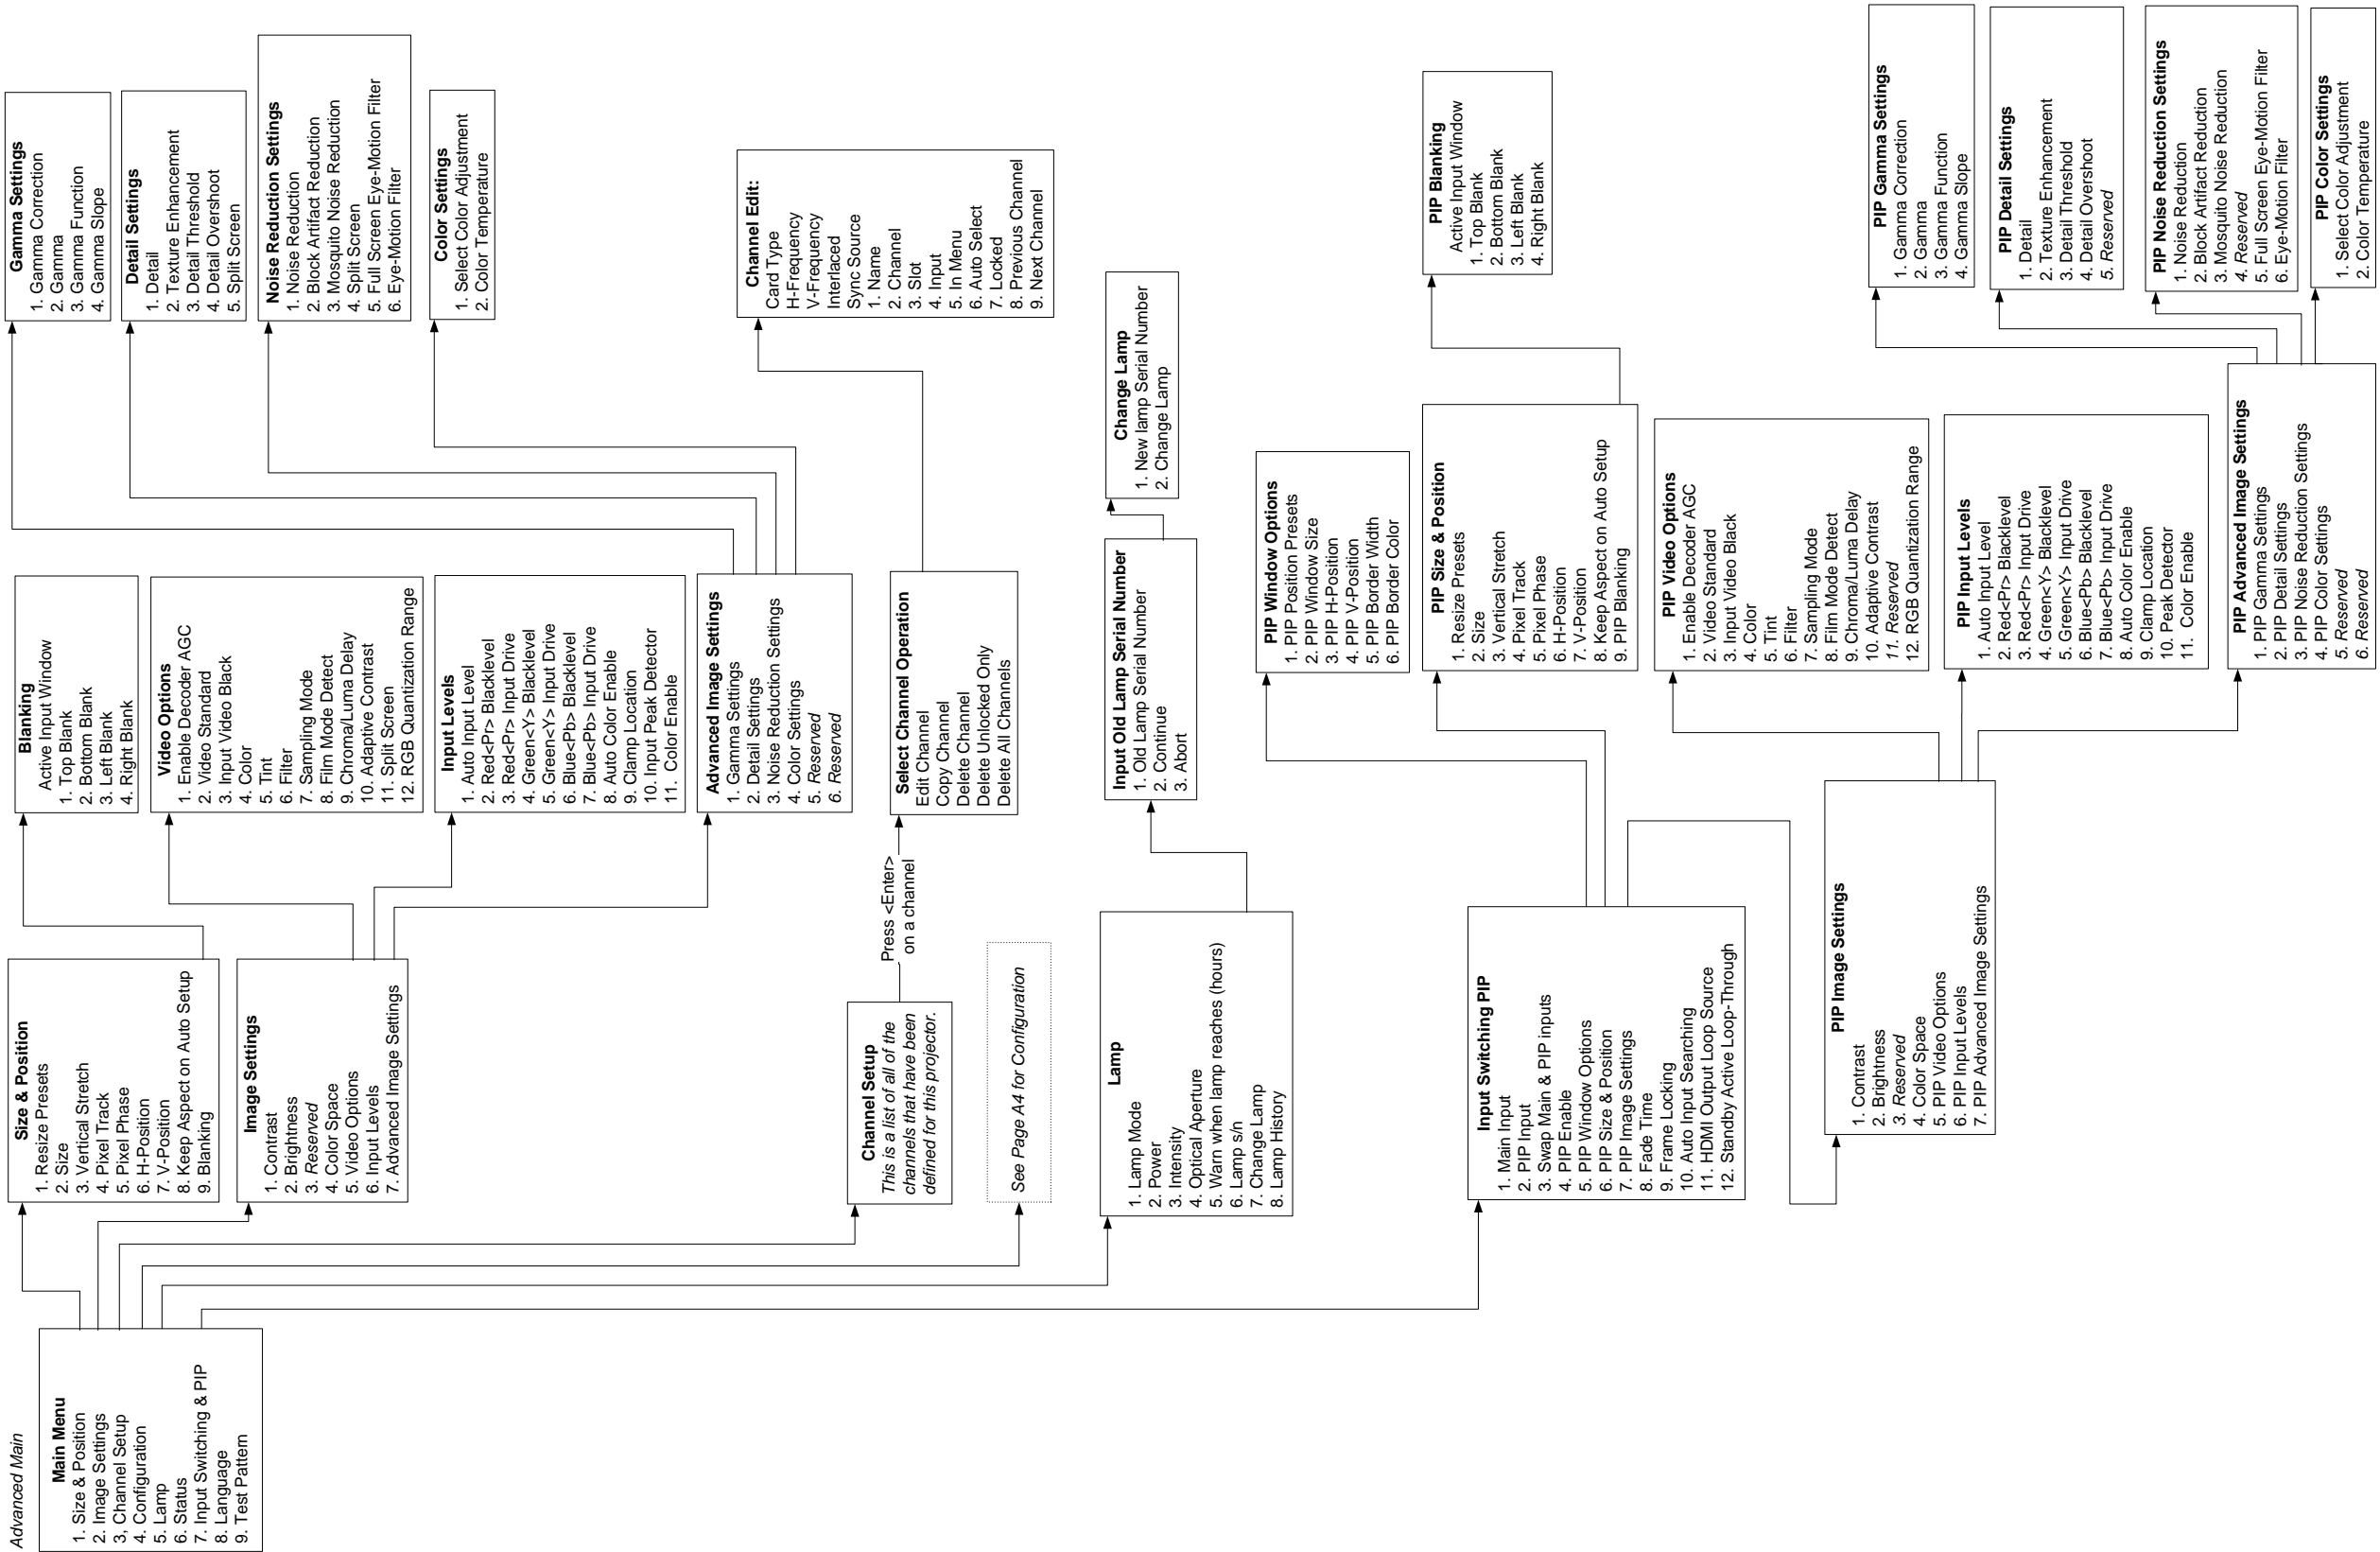 Advanced Main
Main Menu
1. Size & Position
2. Image Settings
3, Channel Setup
4. Configuration
5. Lamp
6. Status
7. Input Switching & PIP
8. Language
9. Test Pattern
Size & Position
1. Resize Presets
2. Size
3. Vertical Stretch
4. Pixel Track
5. Pixel Phase
6. H-Position
7. V-Position
8. Keep Aspect on Auto Setup
9. Blanking
Image Settings
1. Contrast
2. Brightness
3. Reserved
4. Color Space
5. Video Options
6. Input Levels
7. Advanced Image Settings
Channel Setup
This is a list of all of the
channels that have been
defined for this projector.
Press <Enter>
on a channel
See Page A4 for Configuration
Lamp
1. Lamp Mode
2. Power
3. Intensity
4. Optical Aperture
5. Warn when lamp reaches (hours)
6. Lamp s/n
7. Change Lamp
8. Lamp History
Input Switching PIP
1. Main Input
2. PIP Input
3. Swap Main & PIP inputs
4. PIP Enable
5. PIP Window Options
6. PIP Size & Position
7. PIP Image Settings
8. Fade Time
9. Frame Locking
10. Auto Input Searching
11. HDMI Output Loop Source
12. Standby Active Loop-Through
PIP Image Settings
1. Contrast
2. Brightness
3. Reserved
4. Color Space
5. PIP Video Options
6. PIP Input Levels
7. PIP Advanced Image Settings
Blanking
Active Input Window
1. Top Blank
2. Bottom Blank
3. Left Blank
4. Right Blank
Video Options
1. Enable Decoder AGC
2. Video Standard
3. Input Video Black
4. Color
5. Tint
6. Filter
7. Sampling Mode
8. Film Mode Detect
9. Chroma/Luma Delay
10. Adaptive Contrast
11. Split Screen
12. RGB Quantization Range
Input Levels
1. Auto Input Level
2. Red<Pr> Blacklevel
3. Red<Pr> Input Drive
4. Green<Y> Blacklevel
5. Green<Y> Input Drive
6. Blue<Pb> Blacklevel
7. Blue<Pb> Input Drive
8. Auto Color Enable
9. Clamp Location
10. Input Peak Detector
11. Color Enable
Advanced Image Settings
1. Gamma Settings
2. Detail Settings
3. Noise Reduction Settings
4. Color Settings
5. Reserved
6. Reserved
Select Channel Operation
Edit Channel
Copy Channel
Delete Channel
Delete Unlocked Only
Delete All Channels
Input Old Lamp Serial Number
1. Old Lamp Serial Number
2. Continue
3. Abort
PIP Window Options
1. PIP Position Presets
2. PIP Window Size
3. PIP H-Position
4. PIP V-Position
5. PIP Border Width
6. PIP Border Color
PIP Size & Position
1. Resize Presets
2. Size
3. Vertical Stretch
4. Pixel Track
5. Pixel Phase
6. H-Position
7. V-Position
8. Keep Aspect on Auto Setup
9. PIP Blanking
PIP Video Options
1. Enable Decoder AGC
2. Video Standard
3. Input Video Black
4. Color
5. Tint
6. Filter
7. Sampling Mode
8. Film Mode Detect
9. Chroma/Luma Delay
10. Adaptive Contrast
11. Reserved
12. RGB Quantization Range
PIP Input Levels
1. Auto Input Level
2. Red<Pr> Blacklevel
3. Red<Pr> Input Drive
4. Green<Y> Blacklevel
5. Green<Y> Input Drive
6. Blue<Pb> Blacklevel
7. Blue<Pb> Input Drive
8. Auto Color Enable
9. Clamp Location
10. Peak Detector
11. Color Enable
PIP Advanced Image Settings
1. PIP Gamma Settings
2. PIP Detail Settings
3. PIP Noise Reduction Settings
4. PIP Color Settings
5. Reserved
6. Reserved
Gamma Settings
1. Gamma Correction
2. Gamma
3. Gamma Function
4. Gamma Slope
Detail Settings
1. Detail
2. Texture Enhancement
3. Detail Threshold
4. Detail Overshoot
5. Split Screen
Noise Reduction Settings
1. Noise Reduction
2. Block Artifact Reduction
3. Mosquito Noise Reduction
4. Split Screen
5. Full Screen Eye-Motion Filter
6. Eye-Motion Filter
Color Settings
1. Select Color Adjustment
2. Color Temperature
Channel Edit:
Card Type
H-Frequency
V-Frequency
Interlaced
Sync Source
1. Name
2. Channel
3. Slot
4. Input
5. In Menu
6. Auto Select
7. Locked
8. Previous Channel
9. Next Channel
Change Lamp
1. New lamp Serial Number
2. Change Lamp
PIP Blanking
Active Input Window
1. Top Blank
2. Bottom Blank
3. Left Blank
4. Right Blank
PIP Gamma Settings
1. Gamma Correction
2. Gamma
3. Gamma Function
4. Gamma Slope
PIP Detail Settings
1. Detail
2. Texture Enhancement
3. Detail Threshold
4. Detail Overshoot
5. Reserved
PIP Noise Reduction Settings
1. Noise Reduction
2. Block Artifact Reduction
3. Mosquito Noise Reduction
4. Reserved
5. Full Screen Eye-Motion Filter
6. Eye-Motion Filter
PIP Color Settings
1. Select Color Adjustment
2. Color Temperature